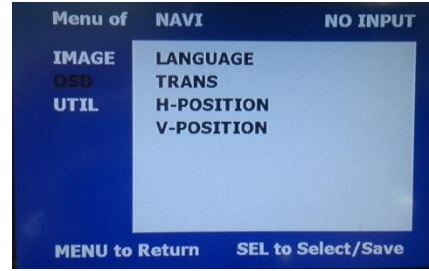 Menu of NAVI NO INPUT
IMAGE LANGUAGE
OSD TRANS
UTIL H-POSITION
V-POSITION
MENU to Return SEL to Select/Save